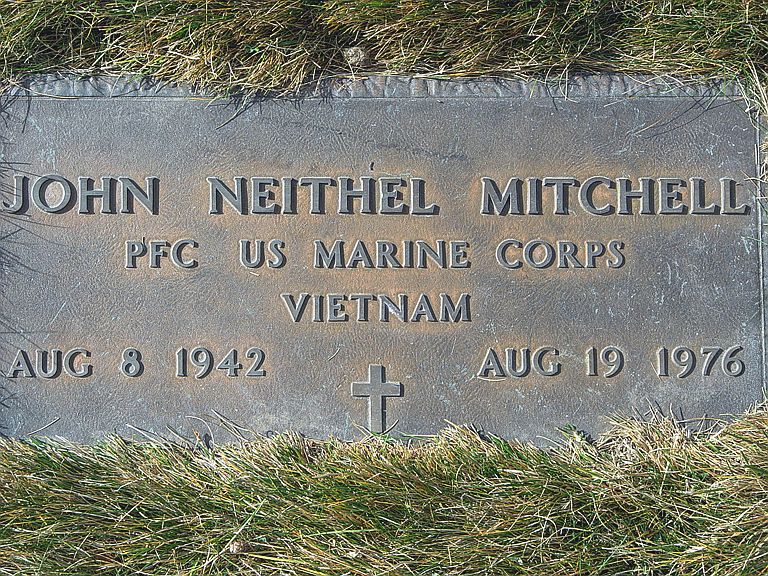 JOHN NEITHEL MITCHELL
PFC US MARINE CORPS
VIETNAM
AUG 8 1942 AUG 19 1976